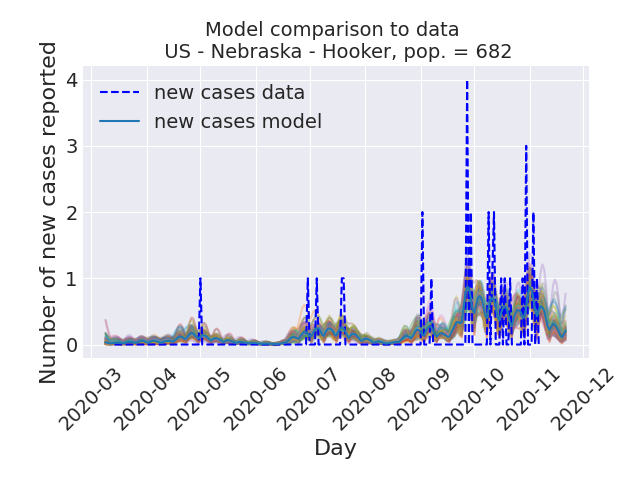 Model comparison to data
US - Nebraska - Hooker, pop. = 682
Number of new cases reported
4
3
2
1
0
new cases data
new cases model
2020-03
2020-04
2020-05
2020-06
2020-07
2020-08
2020-09
2020-10
2020-11
2020-12
Day